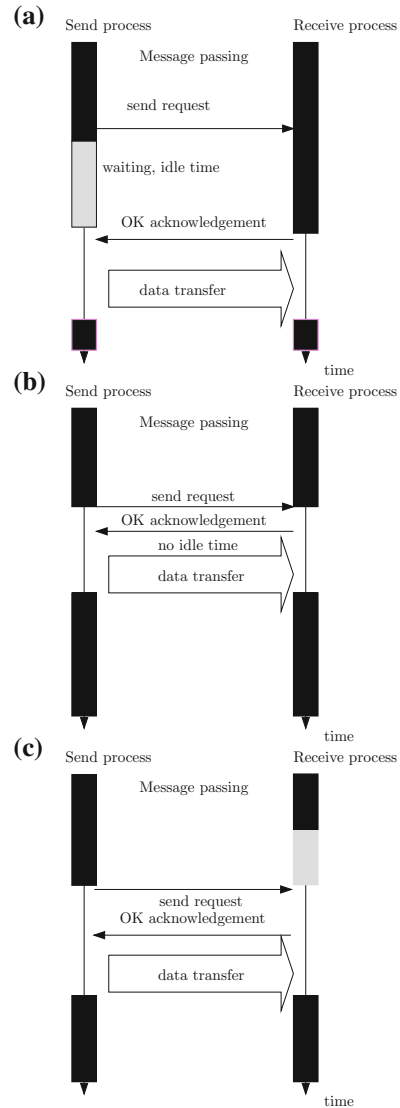 (a)
Send process
Receive process
Message passing
send request
waiting, idle time
OK acknowledgement
data transfer
time
(b)
Send process
Receive process
Message passing
send request
OK acknowledgement
no idle time
data transfer
time
(c)
Send process
Receive process
Message passing
send request
OK acknowledgement
data transfer
time